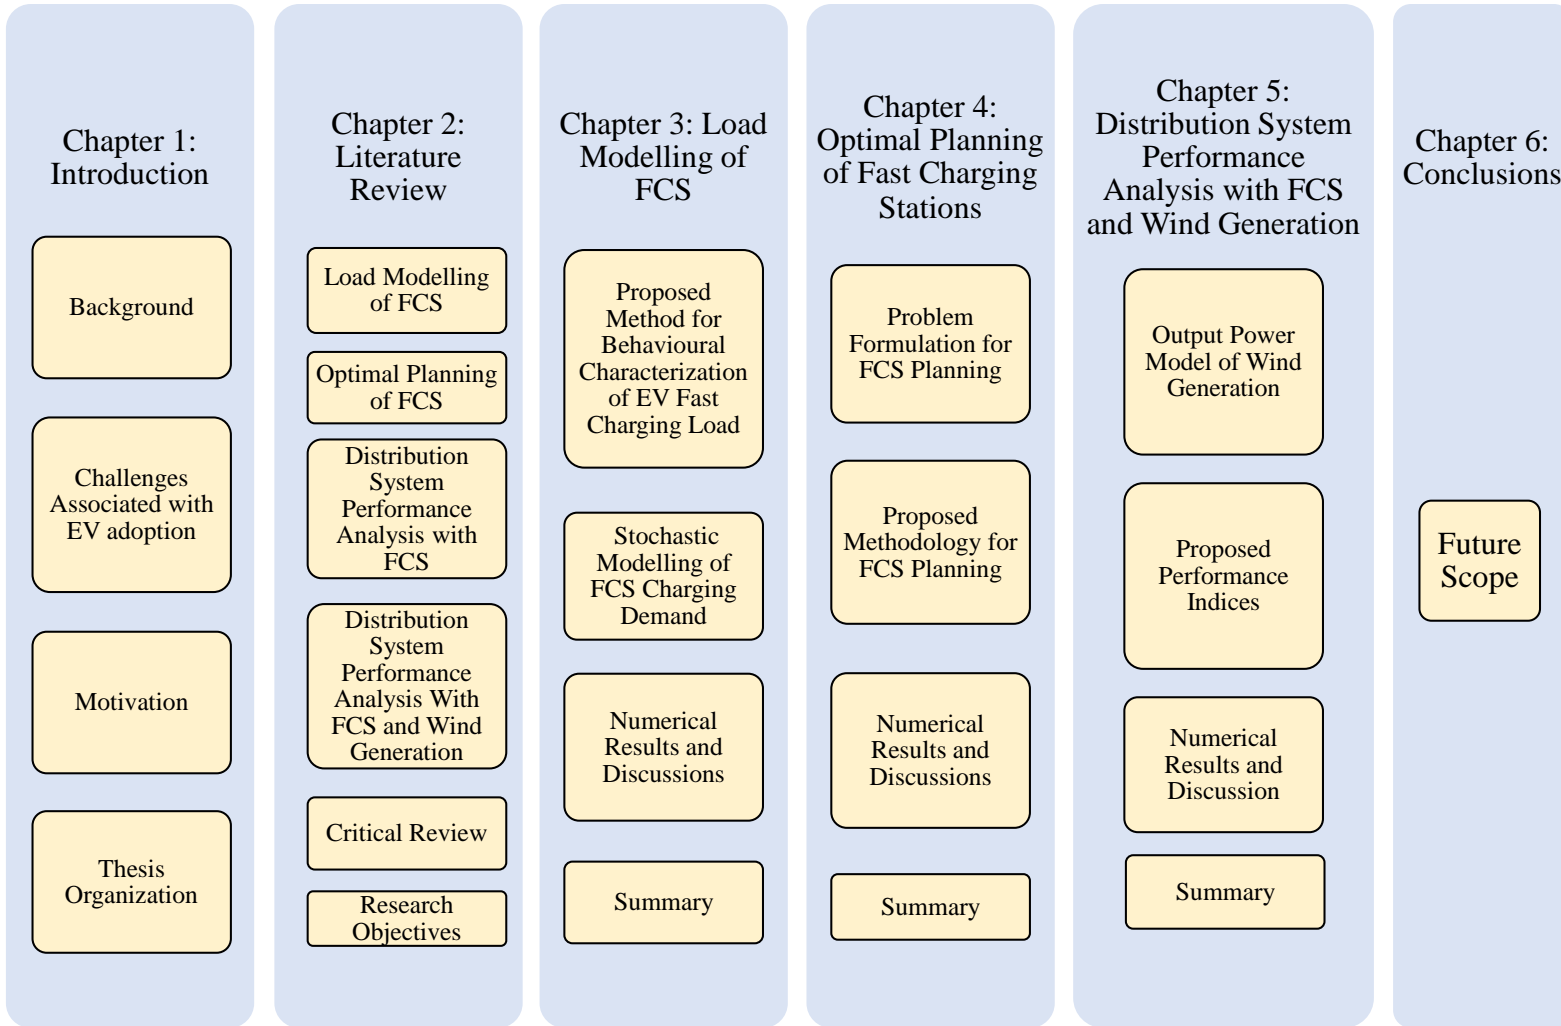 Chapter 1:
Introduction
Background
Challenges
Associated with
EV adoption
Motivation
Thesis
Organization
Chapter 2:
Literature
Review
Load Modelling
of FCS
Optimal Planning
of FCS
Distribution
System
Performance
Analysis with
FCS
Distribution
System
Performance
Analysis With
FCS and Wind
Generation
Critical Review
Research
Objectives
Chapter 3: Load
Modelling of
FCS
Proposed
Method for
Behavioural
Characterization
of EV Fast
Charging Load
Stochastic
Modelling of
FCS Charging
Demand
Numerical
Results and
Discussions
Summary
Chapter 4:
Optimal Planning
of Fast Charging
Stations
Problem
Formulation for
FCS Planning
Proposed
Methodology for
FCS Planning
Numerical
Results and
Discussions
Summary
Chapter 5:
Distribution System
Performance
Analysis with FCS
and Wind Generation
Output Power
Model of Wind
Generation
Proposed
Performance
Indices
Numerical
Results and
Discussion
Summary
Chapter 6:
Conclusions
Future
Scope